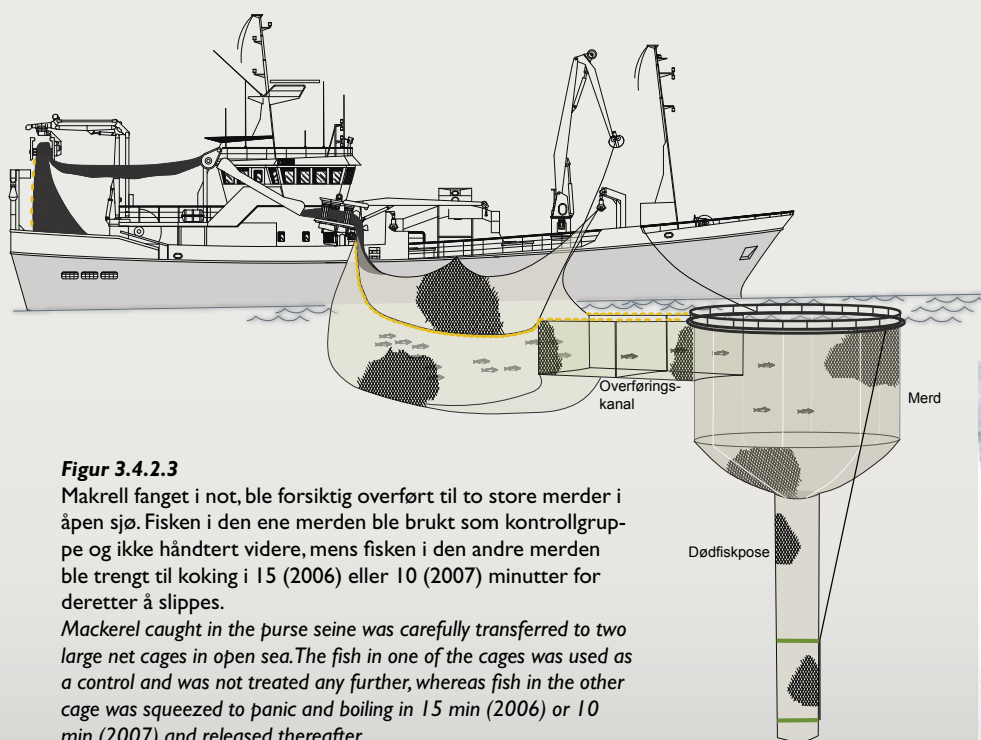 Overførings-
kanal
Merd
Dødfiskpose
Figur 3.4.2.3
Makrell fanget i not, ble forsiktig overført til to store merder i
åpen sjø. Fisken i den ene merden ble brukt som kontrollgrup-
pe og ikke håndtert videre, mens fisken i den andre merden
ble trengt til koking i 15 (2006) eller 10 (2007) minutter for
deretter å slippes.
Mackerel caught in the purse seine was carefully transferred to two
large net cages in open sea. The fish in one of the cages was used as
a control and was not treated any further, whereas fish in the other
cage was squeezed to panic and boiling in 15 min (2006) or 10
min (2007) and released thereafter.